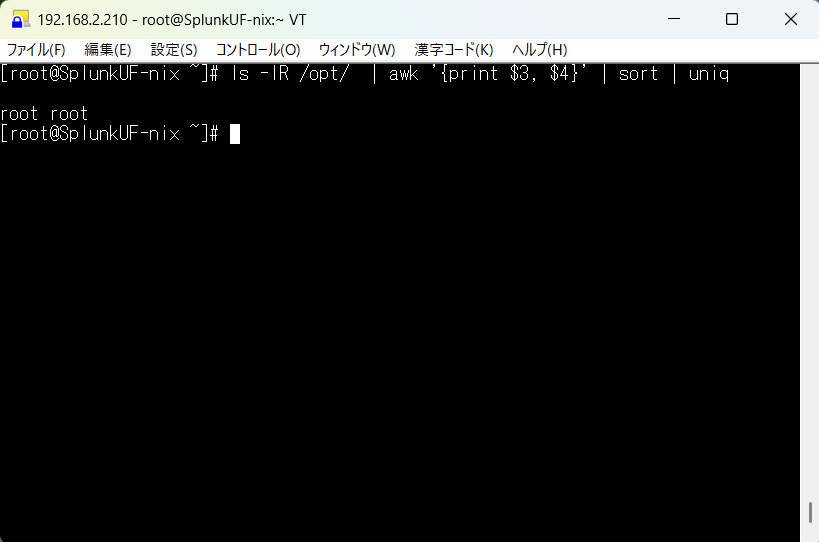 192.168.2.210 - root@SplunkUF-nix:~ VT
ファイル(F) 編集(E) 設定(S) コントロール(O) ウィンドウ(W) 漢字コード(K) ヘルプ(H)
[root@SplunkUF-nix ~]# ls -lR /opt/  | awk '{print $3, $4}' | sort | uniq
root root
[root@SplunkUF-nix ~]#